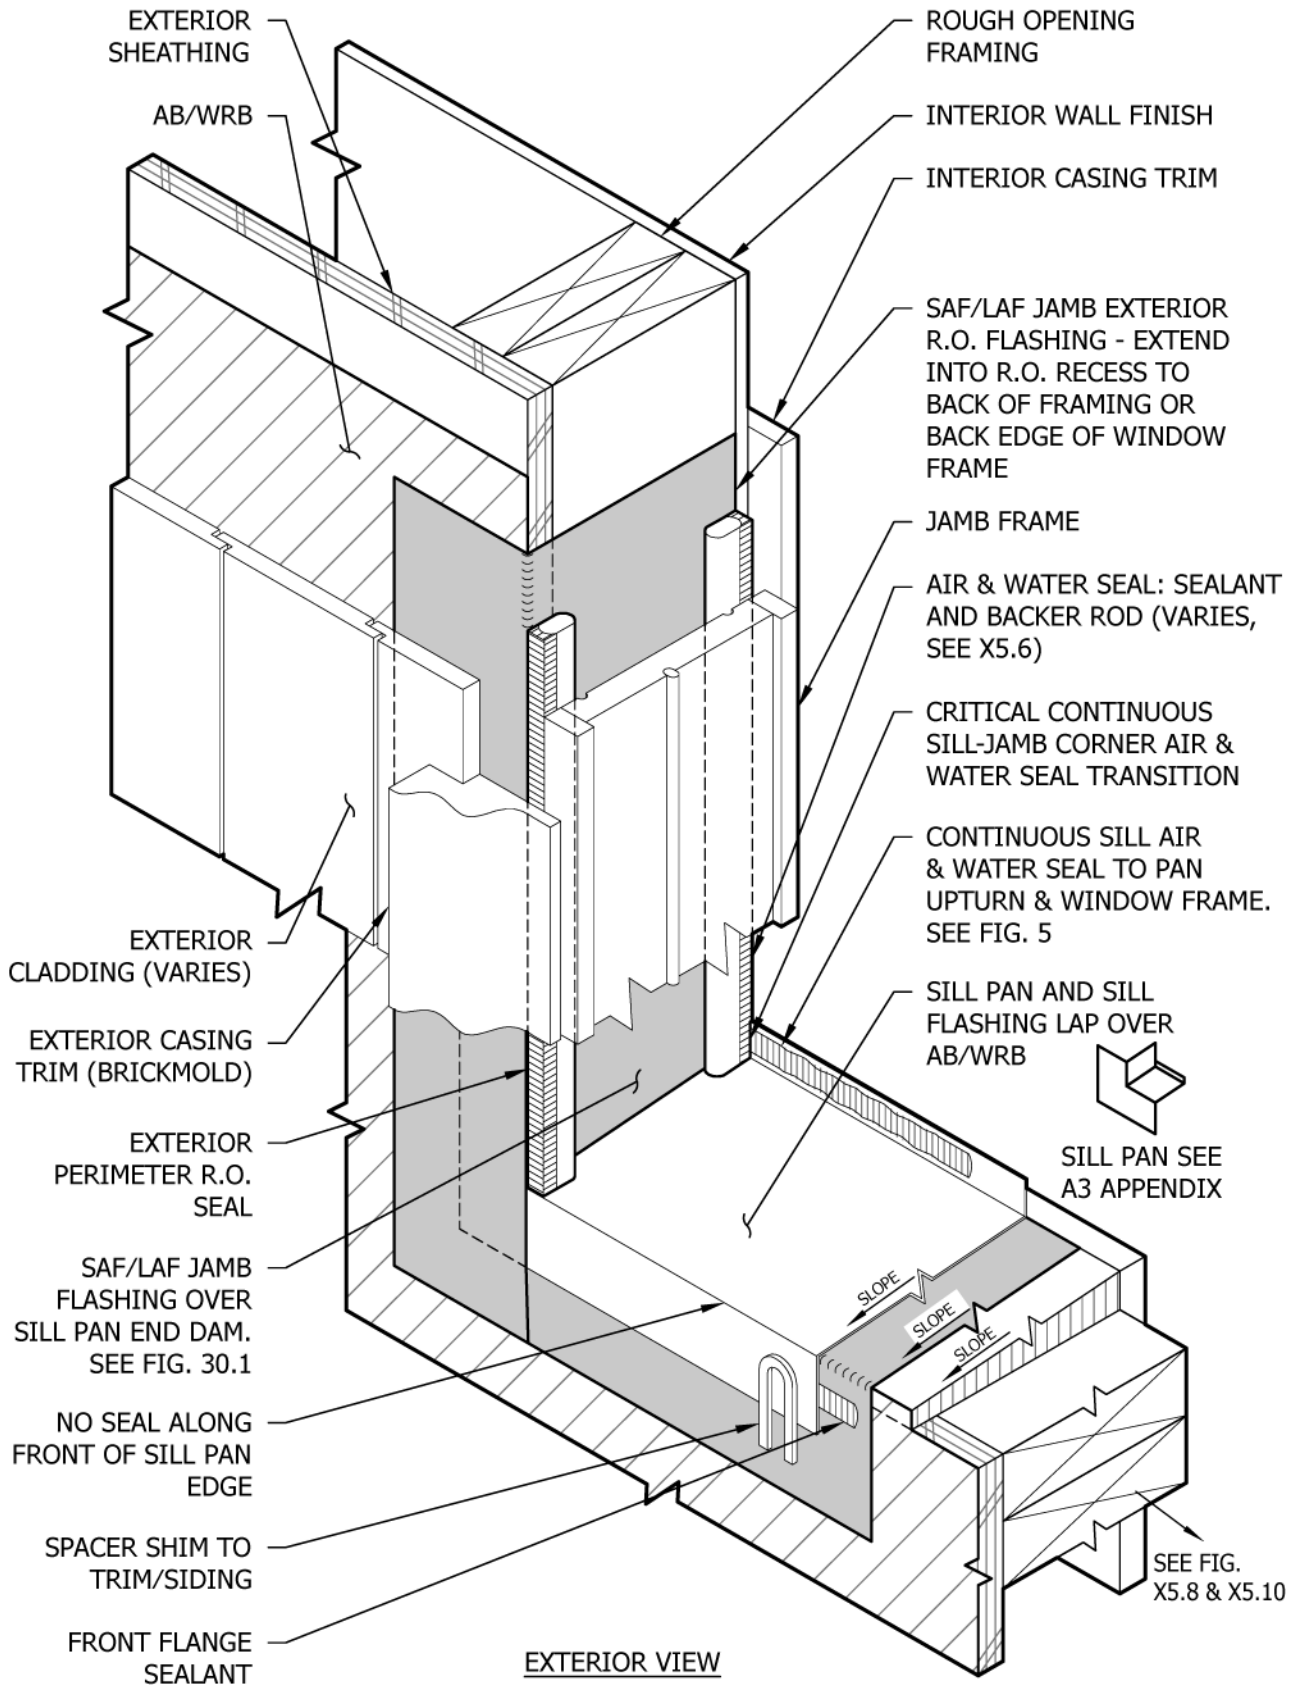 EXTERIOR
SHEATHING
AB/WRB
ROUGH OPENING
FRAMING
INTERIOR WALL FINISH
INTERIOR CASING TRIM
SAF/LAF JAMB EXTERIOR
R.O. FLASHING - EXTEND
INTO R.O. RECESS TO
BACK OF FRAMING OR
BACK EDGE OF WINDOW
FRAME
JAMB FRAME
AIR & WATER SEAL: SEALANT
AND BACKER ROD (VARIES,
SEE X5.6)
CRITICAL CONTINUOUS
SILL-JAMB CORNER AIR &
WATER SEAL TRANSITION
CONTINUOUS SILL AIR
& WATER SEAL TO PAN
UPTURN & WINDOW FRAME.
SEE FIG. 5
SILL PAN AND SILL
FLASHING LAP OVER
AB/WRB
SILL PAN SEE
A3 APPENDIX
EXTERIOR
CLADDING (VARIES)
EXTERIOR CASING
TRIM (BRICKMOLD)
EXTERIOR
PERIMETER R.O.
SEAL
SAF/LAF JAMB
FLASHING OVER
SILL PAN END DAM.
SEE FIG. 30.1
NO SEAL ALONG
FRONT OF SILL PAN
EDGE
SPACER SHIM TO
TRIM/SIDING
FRONT FLANGE
SEALANT
SLOPE
SLOPE
SLOPE
SEE FIG.
X5.8 & X5.10
EXTERIOR VIEW